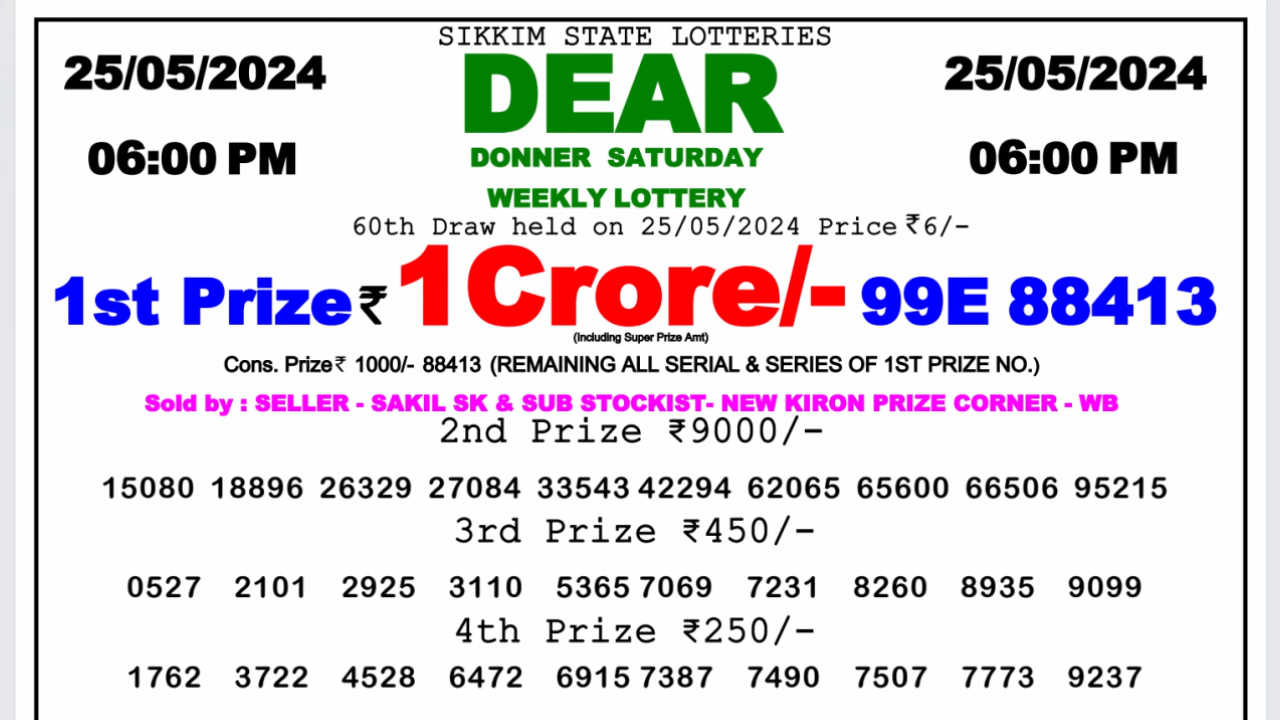 SIKKIM STATE LOTTERIES
25/05/2024 DEAR 25/05/2024
06:00 PM DONNER SATURDAY 06:00 PM
WEEKLY LOTTERY
60th Draw held on 25/05/2024 Price ₹6/-
1st Prize ₹ 1Crore/- 99E 88413
(Including Super Prize Amt)
Cons. Prize ₹ 1000/- 88413 (REMAINING ALL SERIAL & SERIES OF 1ST PRIZE NO.)
Sold by : SELLER - SAKIL SK & SUB STOCKIST- NEW KIRON PRIZE CORNER - WB
2nd Prize ₹9000/-
15080 18896 26329 27084 33543 42294 62065 65600 66506 95215
3rd Prize ₹450/-
0527 2101 2925 3110 5365 7069 7231 8260 8935 9099
4th Prize ₹250/-
1762 3722 4528 6472 6915 7387 7490 7507 7773 9237